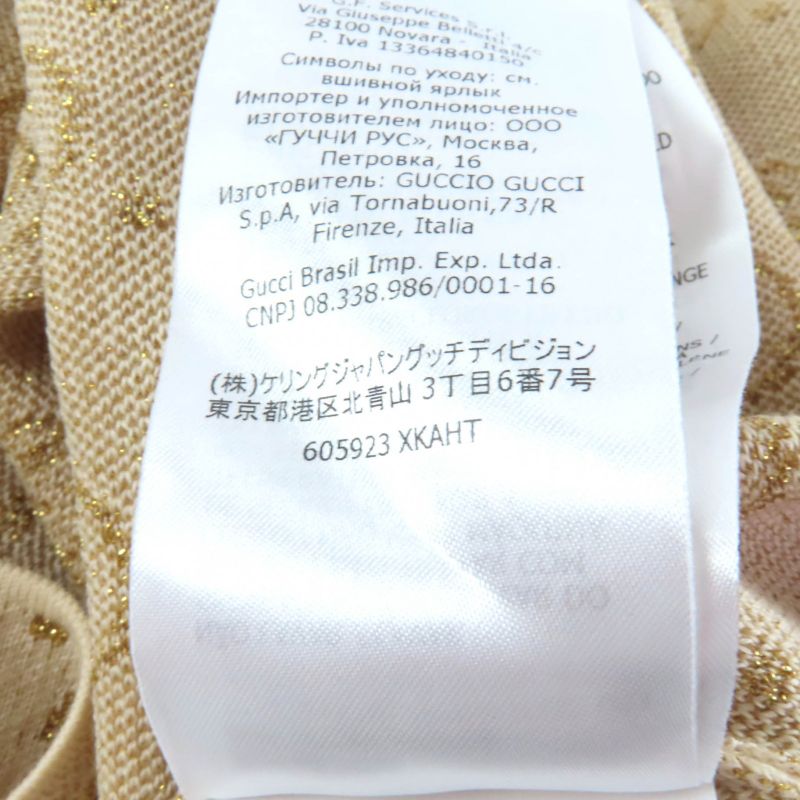 G.F. Services S.r.l.
Via Giuseppe Belletti 4/c
28100 Novara - Italia
P. Iva 13364840150
Символы по уходу: см.
вшивной ярлык
Импортер и уполномоченное
изготовителем лицо: ООО
«ГУЧЧИ РУС», Москва,
Петровка, 16
Изготовитель: GUCCIO GUCCI
S.p.A, via Tornabuoni,73/R
Firenze, Italia
Gucci Brasil Imp. Exp. Ltda.
CNPJ 08.338.986/0001-16
(株)ケリングジャパングッチディビジョン
東京都港区北青山 3丁目6番7号
605923 XKAHT